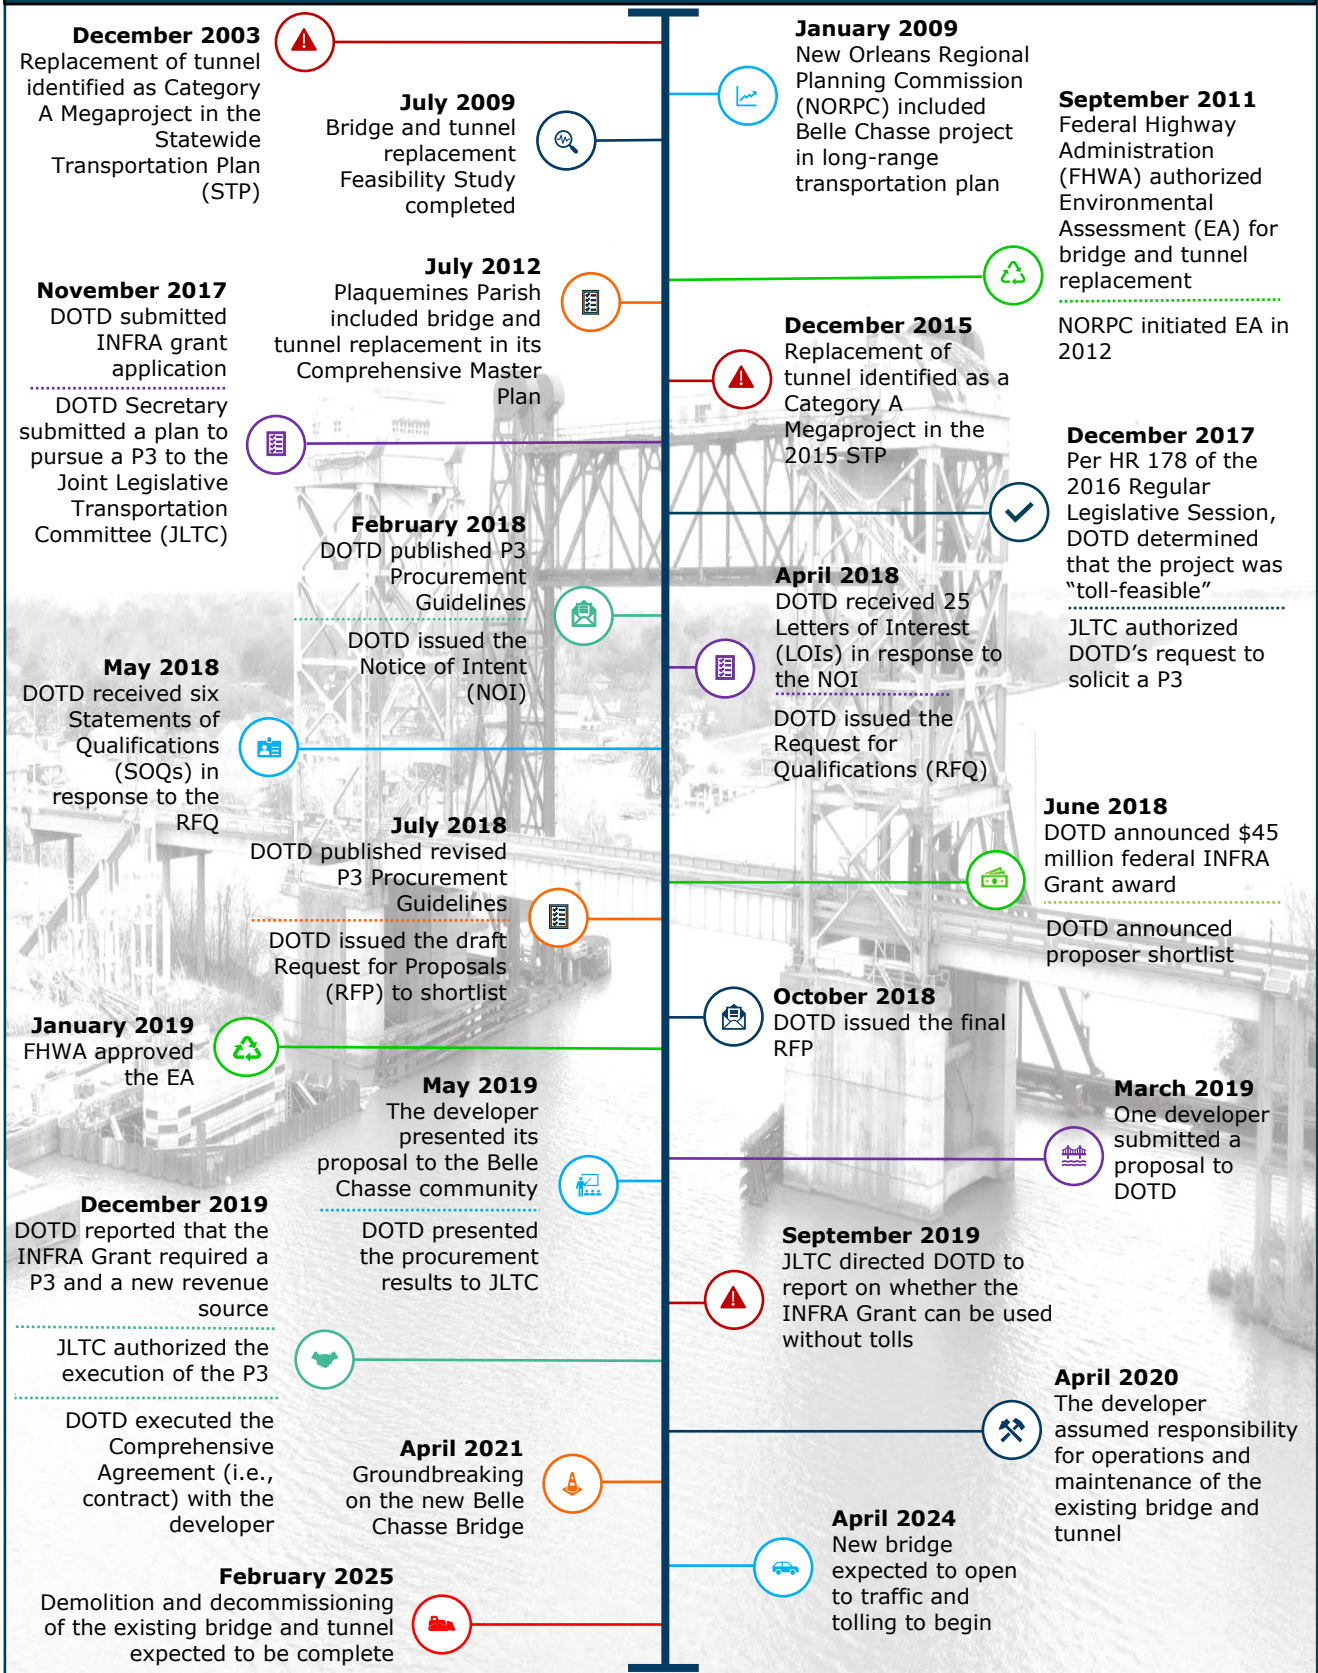 December 2003
Replacement of tunnel
identified as Category
A Megaproject in the
Statewide
Transportation Plan
(STP)
January 2009
New Orleans Regional
Planning Commission
(NORPC) included
Belle Chasse project
in long-range
transportation plan
July 2009
Bridge and tunnel
replacement
Feasibility Study
completed
September 2011
Federal Highway
Administration
(FHWA) authorized
Environmental
Assessment (EA) for
bridge and tunnel
replacement
NORPC initiated EA in
2012
July 2012
Plaquemines Parish
included bridge and
tunnel replacement in its
Comprehensive Master
Plan
December 2015
Replacement of
tunnel identified as a
Category A
Megaproject in the
2015 STP
November 2017
DOTD submitted
INFRA grant
application
DOTD Secretary
submitted a plan to
pursue a P3 to the
Joint Legislative
Transportation
Committee (JLTC)
December 2017
Per HR 178 of the
2016 Regular
Legislative Session,
DOTD determined
that the project was
“toll-feasible”
JLTC authorized
DOTD’s request to
solicit a P3
February 2018
DOTD published P3
Procurement
Guidelines
DOTD issued the
Notice of Intent
(NOI)
April 2018
DOTD received 25
Letters of Interest
(LOIs) in response to
the NOI
DOTD issued the
Request for
Qualifications (RFQ)
May 2018
DOTD received six
Statements of
Qualifications
(SOQs) in
response to the
RFQ
June 2018
DOTD announced $45
million federal INFRA
Grant award
DOTD announced
proposer shortlist
July 2018
DOTD published revised
P3 Procurement
Guidelines
DOTD issued the draft
Request for Proposals
(RFP) to shortlist
October 2018
DOTD issued the final
RFP
January 2019
FHWA approved
the EA
March 2019
One developer
submitted a
proposal to
DOTD
May 2019
The developer
presented its
proposal to the Belle
Chasse community
DOTD presented
the procurement
results to JLTC
September 2019
JLTC directed DOTD to
report on whether the
INFRA Grant can be used
without tolls
December 2019
DOTD reported that the
INFRA Grant required a
P3 and a new revenue
source
JLTC authorized the
execution of the P3
DOTD executed the
Comprehensive
Agreement (i.e.,
contract) with the
developer
April 2020
The developer
assumed responsibility
for operations and
maintenance of the
existing bridge and
tunnel
April 2021
Groundbreaking
on the new Belle
Chasse Bridge
April 2024
New bridge
expected to open
to traffic and
tolling to begin
February 2025
Demolition and decommissioning
of the existing bridge and tunnel
expected to be complete